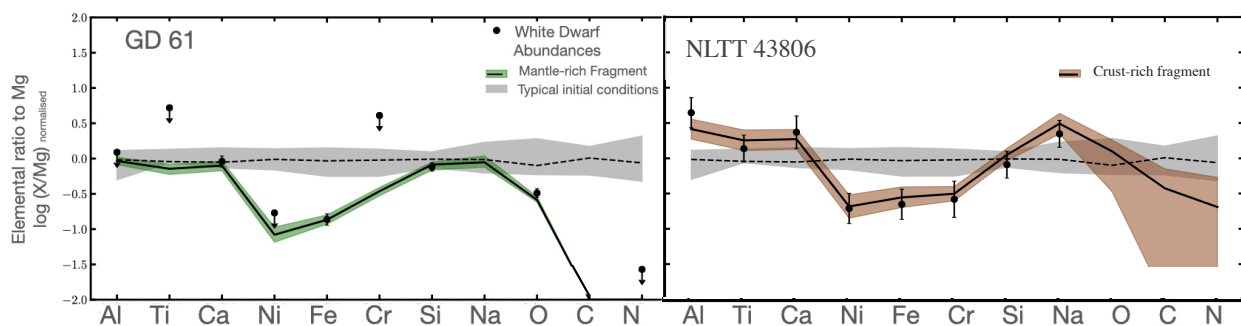 GD 61
White Dwarf
Abundances
Mantle-rich Fragment
Typical initial conditions
NLTT 43806
Crust-rich fragment
Elemental ratio to Mg
log (X/Mg) normalised
2.0
1.5
1.0
0.5
0.0
−0.5
−1.0
−1.5
−2.0
Al Ti Ca Ni Fe Cr Si Na O C N
Al Ti Ca Ni Fe Cr Si Na O C N